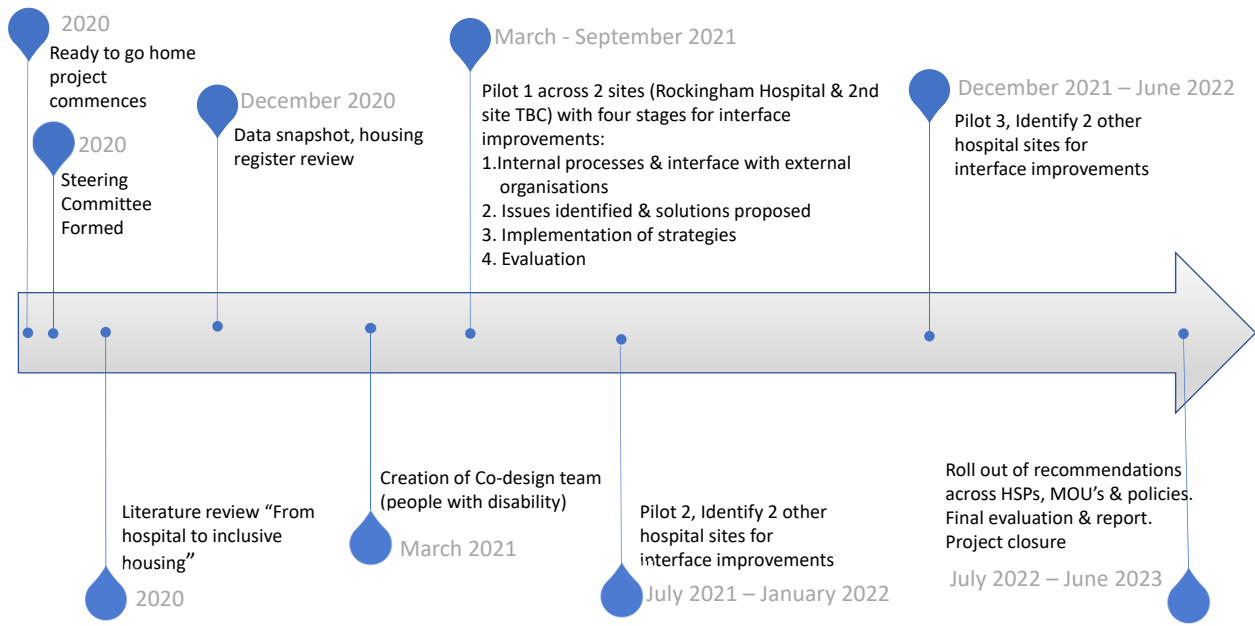 2020
Ready to go home
project
commences
2020
Steering
Committee
Formed
December 2020
Data snapshot, housing
register review
March - September 2021
Pilot 1 across 2 sites (Rockingham Hospital & 2nd
site TBC) with four stages for interface
improvements:
1.Internal processes & interface with external
organisations
2. Issues identified & solutions proposed
3. Implementation of strategies
4. Evaluation
December 2021 – June 2022
Pilot 3, Identify 2 other
hospital sites for
interface improvements
Literature review “From
hospital to inclusive
housing”
2020
Creation of Co-design team
(people with disability)
March 2021
Pilot 2, Identify 2 other
hospital sites for
interface improvements
July 2021 – January 2022
Roll out of recommendations
across HSPs, MOU’s & policies.
Final evaluation & report.
Project closure
July 2022 – June 2023